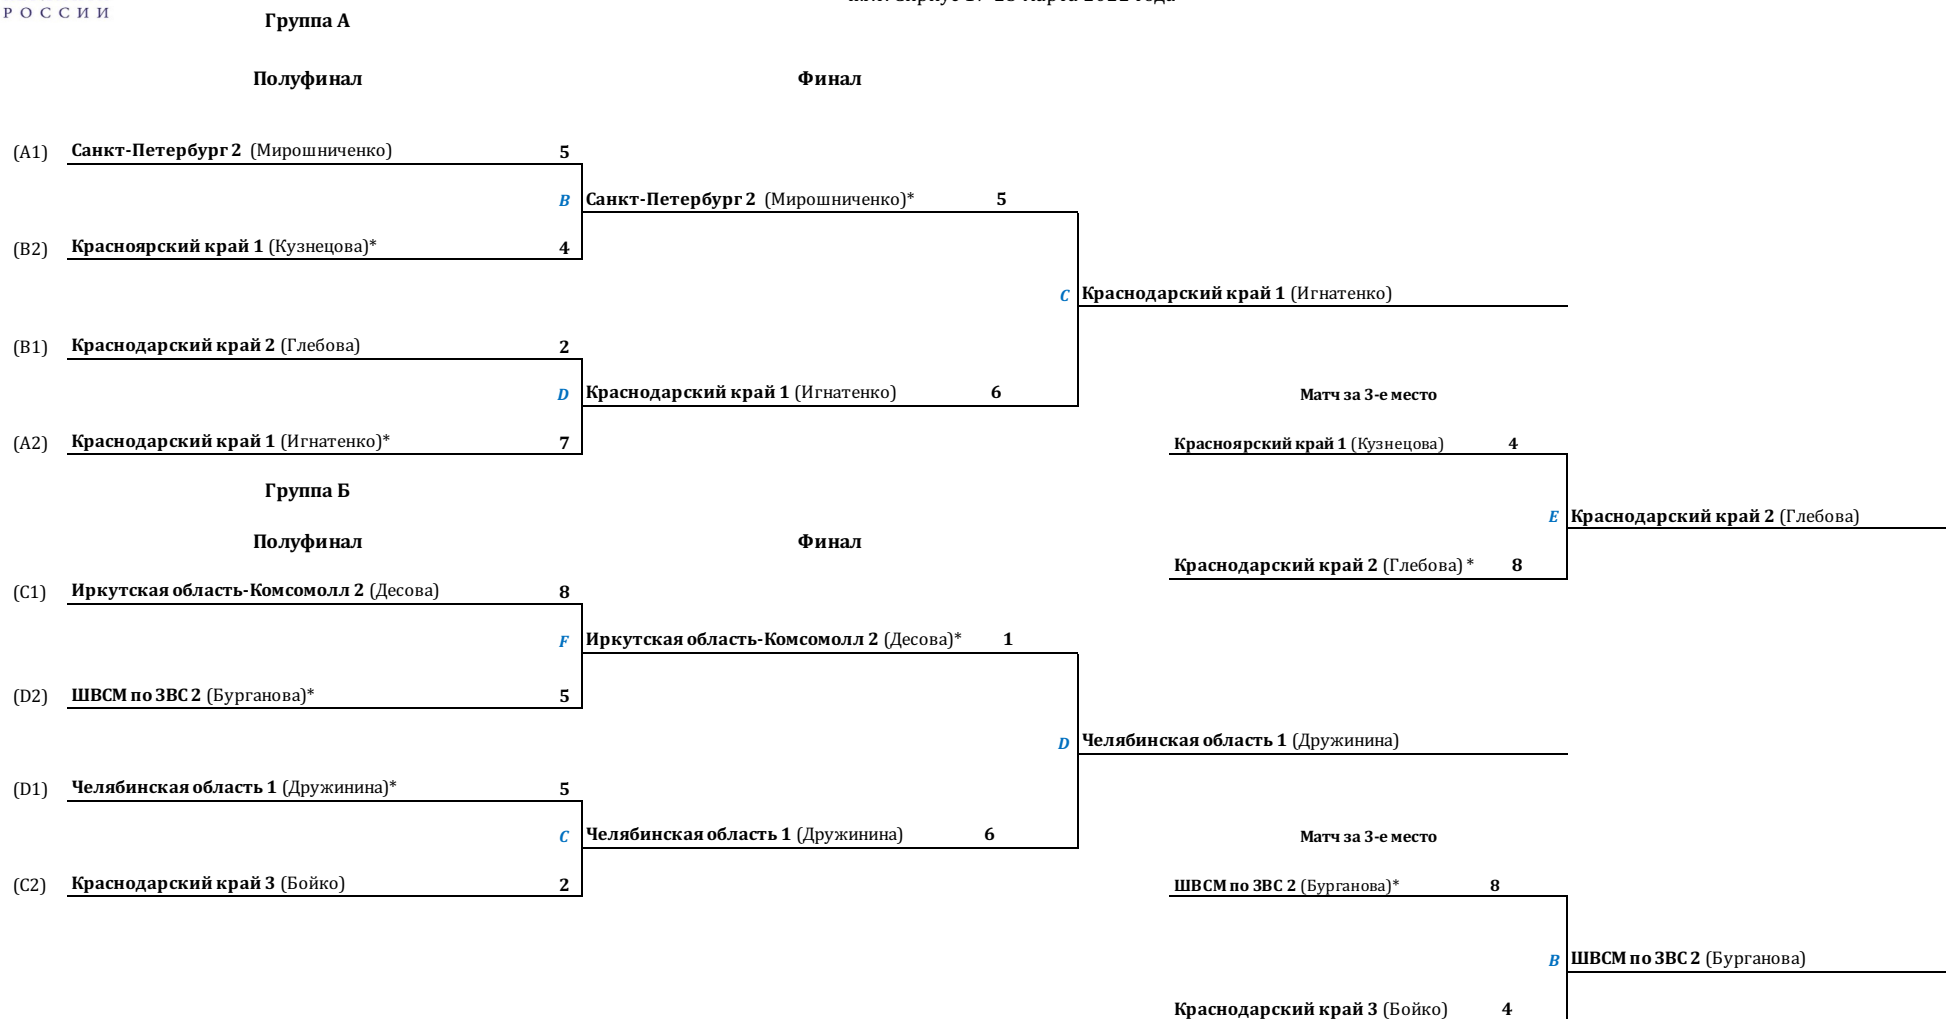 РОССИИ
Группа А
Полуфинал Финал
(A1) Санкт-Петербург 2 (Мирошниченко) 5
B Санкт-Петербург 2 (Мирошниченко)* 5
(B2) Красноярский край 1 (Кузнецова)* 4
C Краснодарский край 1 (Игнатенко)
(B1) Краснодарский край 2 (Глебова) 2
D Краснодарский край 1 (Игнатенко) 6 Матч за 3-е место
(A2) Краснодарский край 1 (Игнатенко)* 7 Красноярский край 1 (Кузнецова) 4
Группа Б
E Краснодарский край 2 (Глебова)
Полуфинал Финал
Краснодарский край 2 (Глебова) * 8
(C1) Иркутская область-Комсомолл 2 (Десова) 8
F Иркутская область-Комсомолл 2 (Десова)* 1
(D2) ШВСМ по ЗВС 2 (Бурганова)* 5
D Челябинская область 1 (Дружинина)
(D1) Челябинская область 1 (Дружинина)* 5
C Челябинская область 1 (Дружинина) 6 Матч за 3-е место
(C2) Краснодарский край 3 (Бойко) 2 ШВСМ по ЗВС 2 (Бурганова)* 8
B ШВСМ по ЗВС 2 (Бурганова)
Краснодарский край 3 (Бойко) 4